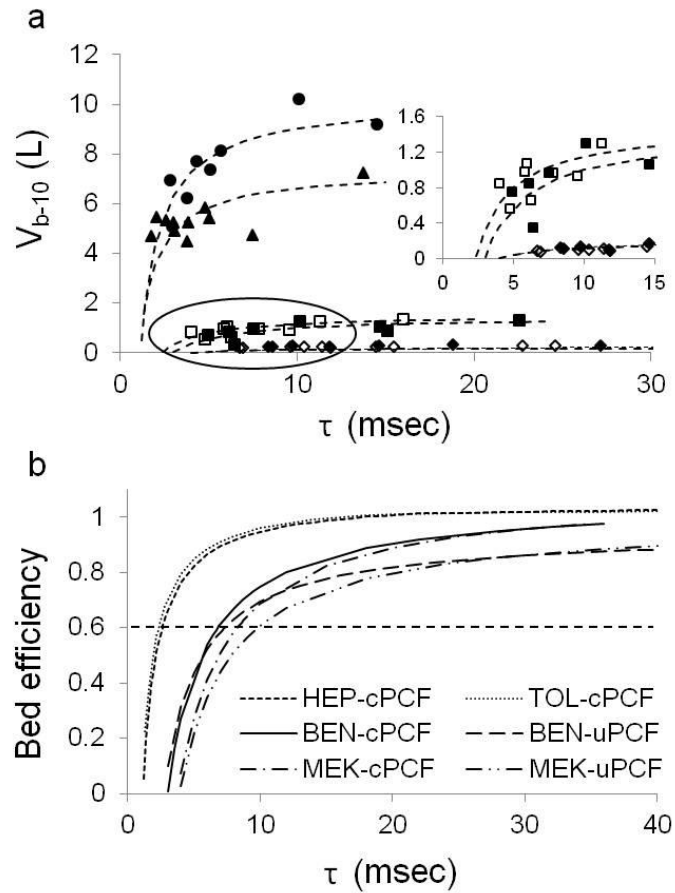 a
12
10
8
6
4
2
0
V b-10 (L)
0
10
20
30
τ (msec)
1.6
1.2
0.8
0.4
0
0
5
10
15
b
1
0.8
0.6
0.4
0.2
0
Bed efficiency
HEP-cPCF
TOL-cPCF
BEN-cPCF
BEN-uPCF
MEK-cPCF
MEK-uPCF
0
10
20
30
40
τ (msec)